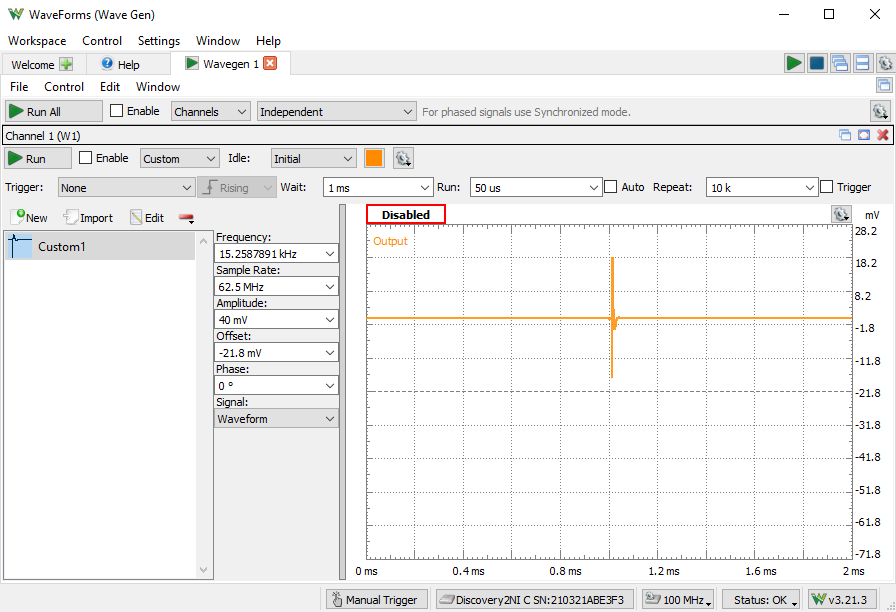 WaveForms (Wave Gen)
Workspace Control Settings Window Help
Welcome Help Wavegen 1
File Control Edit Window
Run All Enable Channels Independent For phased signals use Synchronized mode.
Channel 1 (W1)
Run Enable Custom Idle: Initial
Trigger: None Rising Wait: 1 ms Run: 50 us Auto Repeat: 10 k Trigger
New Import Edit
Custom1
Frequency:
15.2587891 kHz
Sample Rate:
62.5 MHz
Amplitude:
40 mV
Offset:
-21.8 mV
Phase:
0 °
Signal:
Waveform
Disabled
mV
Output
28.2
18.2
8.2
-1.8
-11.8
-21.8
-31.8
-41.8
-51.8
-61.8
-71.8
0 ms 0.4 ms 0.8 ms 1.2 ms 1.6 ms 2 ms
Manual Trigger Discovery2NI C SN:210321ABE3F3 100 MHz Status: OK v3.21.3